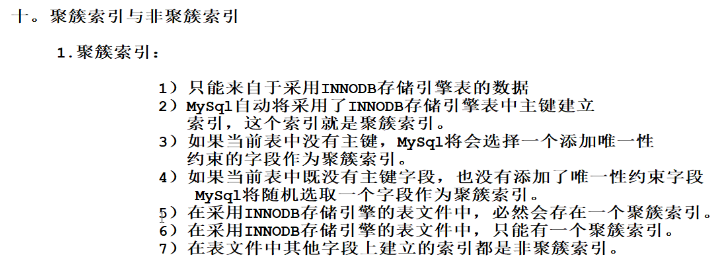 十。聚簇索引与非聚簇索引
1.聚簇索引:
1）只能来自于采用INNODB存储引擎表的数据
2）MySql自动将采用了INNODB存储引擎表中主键建立
索引，这个索引就是聚簇索引。
3）如果当前表中没有主键，MySql将会选择一个添加唯一性
约束的字段作为聚簇索引。
4）如果当前表中既没有主键字段，也没有添加了唯一性约束字段
MySql将随机选取一个字段作为聚簇索引。
5）在采用INNODB存储引擎的表文件中，必然会存在一个聚簇索引。
6）在采用INNODB存储引擎的表文件中，只能有一个聚簇索引。
7）在表文件中其他字段上建立的索引都是非聚簇索引。